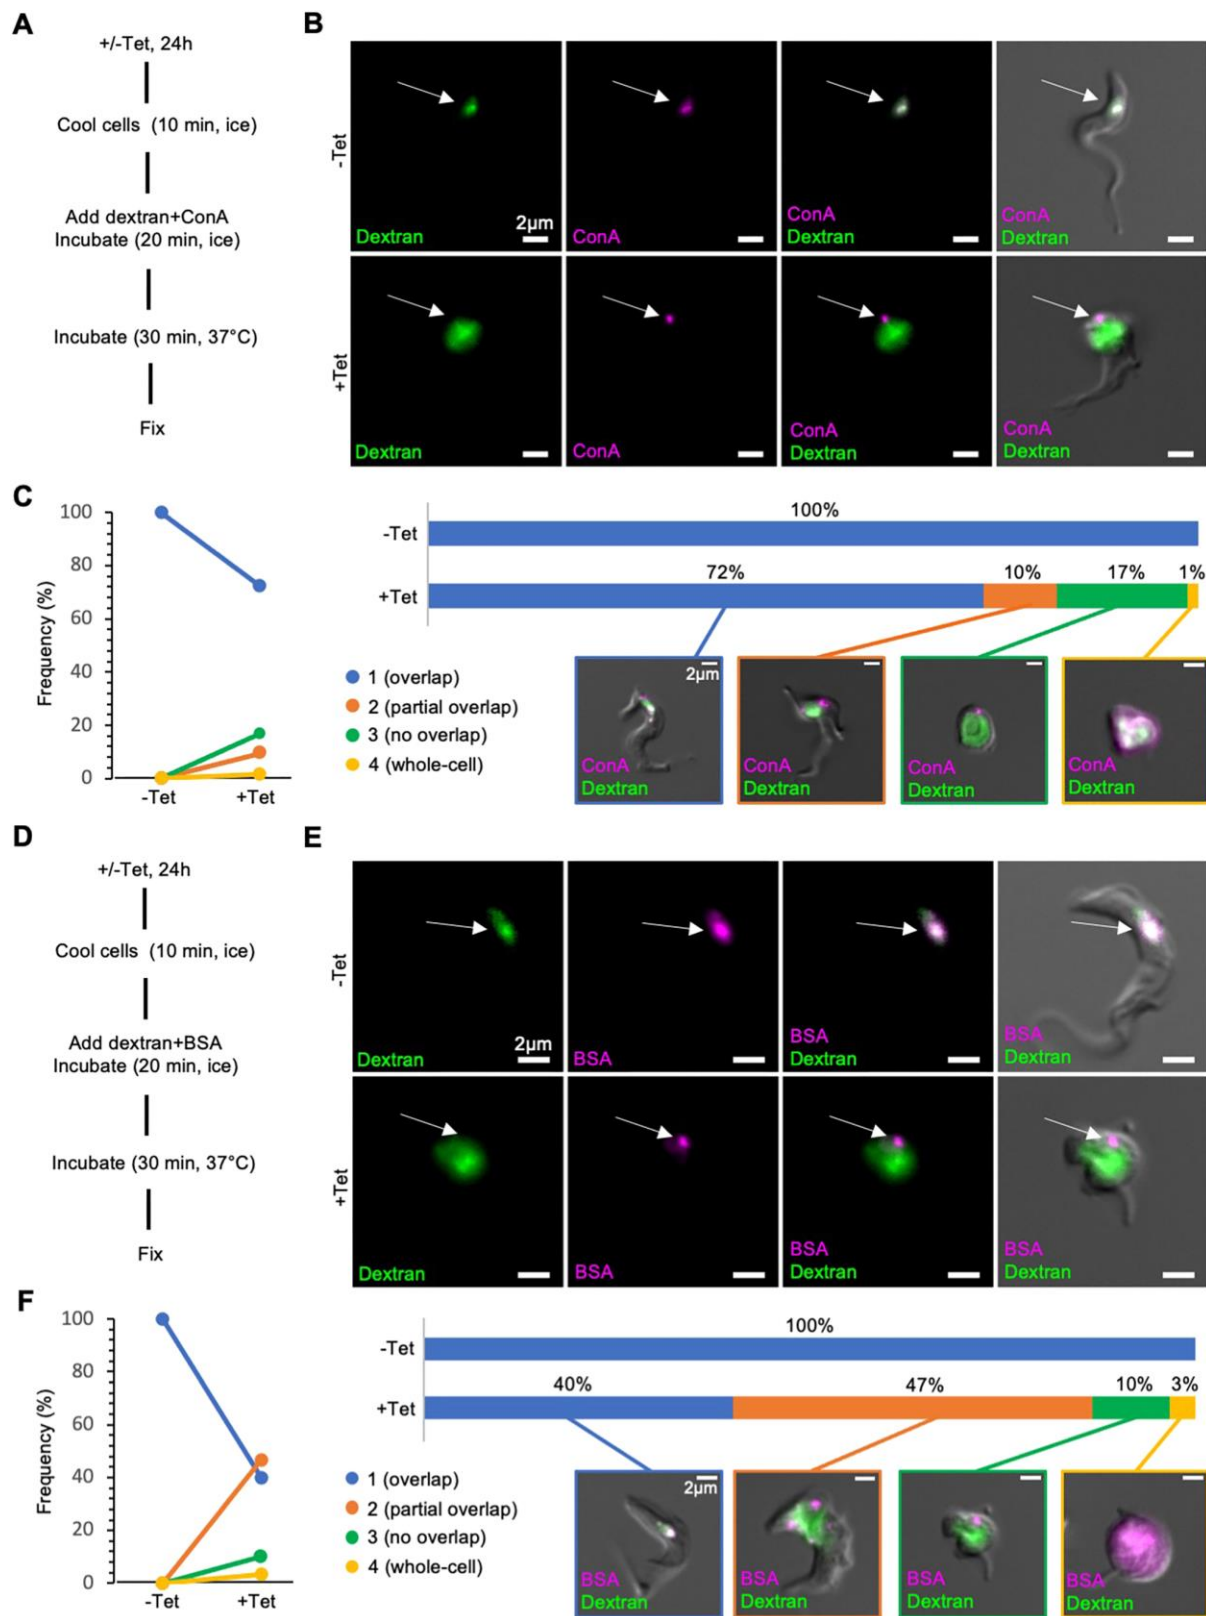 A
+/-Tet, 24h
Cool cells (10 min, ice)
Add dextran+ConA
Incubate (20 min, ice)
Incubate (30 min, 37°C)
Fix
B
-Tet
Dextran
2µm
ConA
ConA
Dextran
ConA
Dextran
+Tet
Dextran
ConA
ConA
Dextran
ConA
Dextran
C
Frequency (%)
100
80
60
40
20
0
-Tet
+Tet
1 (overlap)
2 (partial overlap)
3 (no overlap)
4 (whole-cell)
100%
-Tet
72%
10%
17%
1%
+Tet
2µm
ConA
Dextran
ConA
Dextran
ConA
Dextran
ConA
Dextran
D
+/-Tet, 24h
Cool cells (10 min, ice)
Add dextran+BSA
Incubate (20 min, ice)
Incubate (30 min, 37°C)
Fix
E
-Tet
Dextran
2µm
BSA
BSA
Dextran
BSA
Dextran
+Tet
Dextran
BSA
BSA
Dextran
BSA
Dextran
F
Frequency (%)
100
80
60
40
20
0
-Tet
+Tet
1 (overlap)
2 (partial overlap)
3 (no overlap)
4 (whole-cell)
100%
-Tet
40%
47%
10%
3%
+Tet
2µm
BSA
Dextran
BSA
Dextran
BSA
Dextran
BSA
Dextran